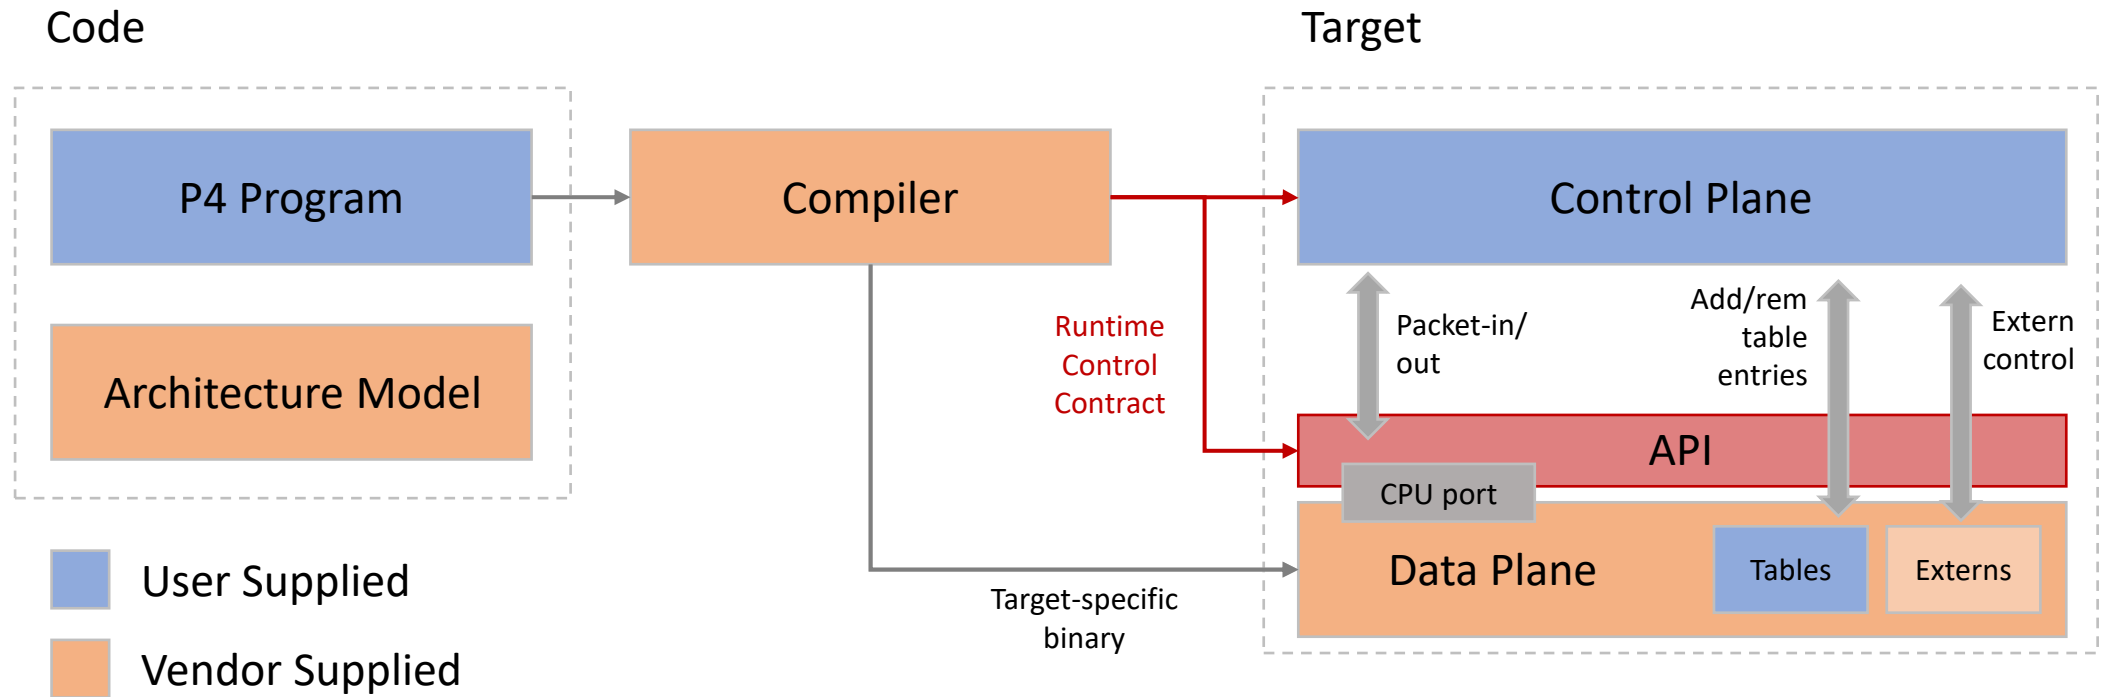 Code
Target
P4 Program
Compiler
Control Plane
Architecture Model
Runtime
Control
Contract
Packet-in/
out
Add/rem
table
entries
Extern
control
API
CPU port
Data Plane
Tables
Externs
Target-specific
binary
User Supplied
Vendor Supplied